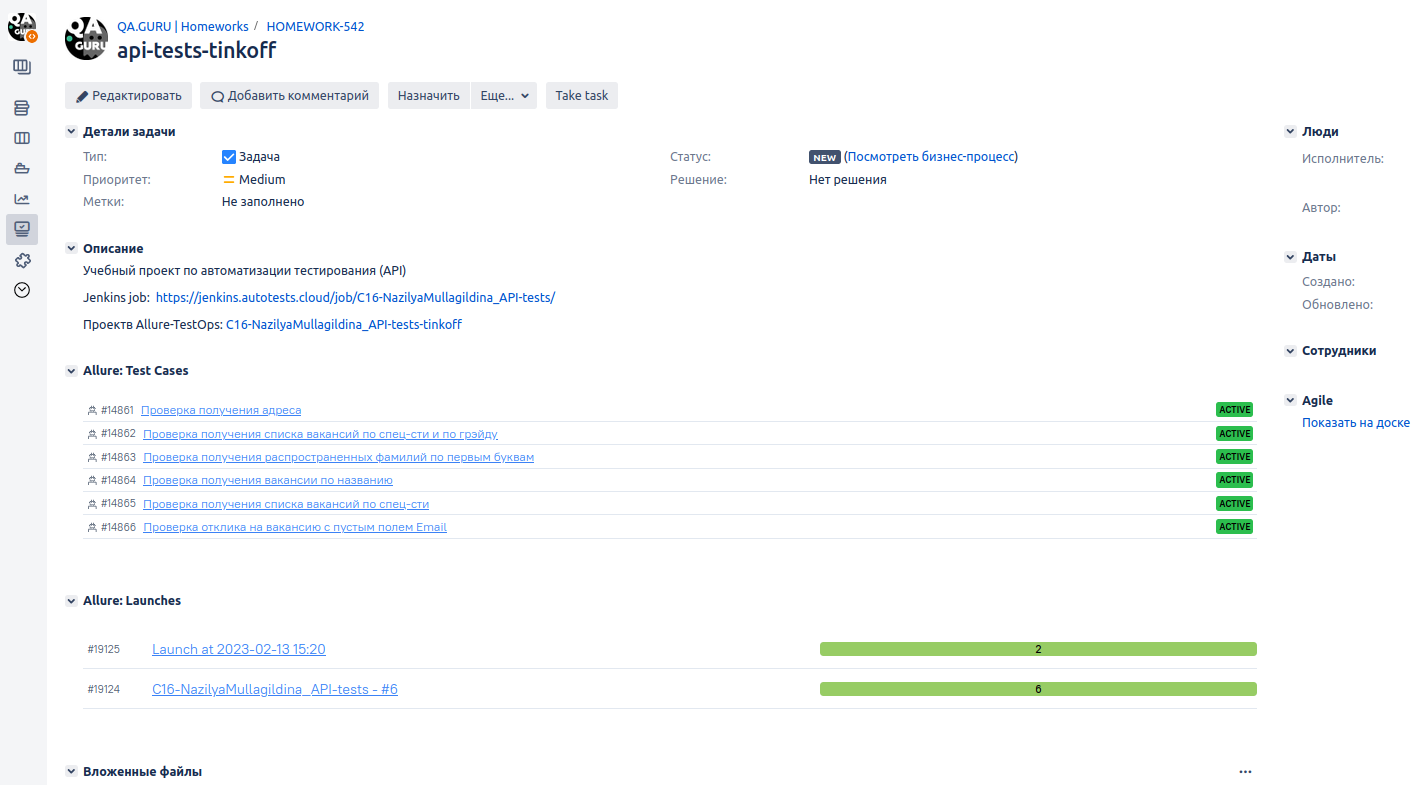 QA
GURU
QA.GURU | Homeworks / HOMEWORK-542
api-tests-tinkoff
Редактировать Добавить комментарий Назначить Еще... Take task
Детали задачи
Тип: Задача
Приоритет: Medium
Метки: Не заполнено
Статус: NEW (Посмотреть бизнес-процесс)
Решение: Нет решения
Описание
Учебный проект по автоматизации тестирования (API)
Jenkins job: https://jenkins.autotests.cloud/job/C16-NazilyaMullagildina_API-tests/
Проектв Allure-TestOps: C16-NazilyaMullagildina_API-tests-tinkoff
Allure: Test Cases
#14861 Проверка получения адреса ACTIVE
#14862 Проверка получения списка вакансий по спец-сти и по грэйду ACTIVE
#14863 Проверка получения распространенных фамилий по первым буквам ACTIVE
#14864 Проверка получения вакансии по названию ACTIVE
#14865 Проверка получения списка вакансий по спец-сти ACTIVE
#14866 Проверка отклика на вакансию с пустым полем Email ACTIVE
Allure: Launches
#19125 Launch at 2023-02-13 15:20 2
#19124 C16-NazilyaMullagildina_API-tests - #6 6
Вложенные файлы
Люди
Исполнитель:
Автор:
Даты
Создано:
Обновлено:
Сотрудники
Agile
Показать на доске